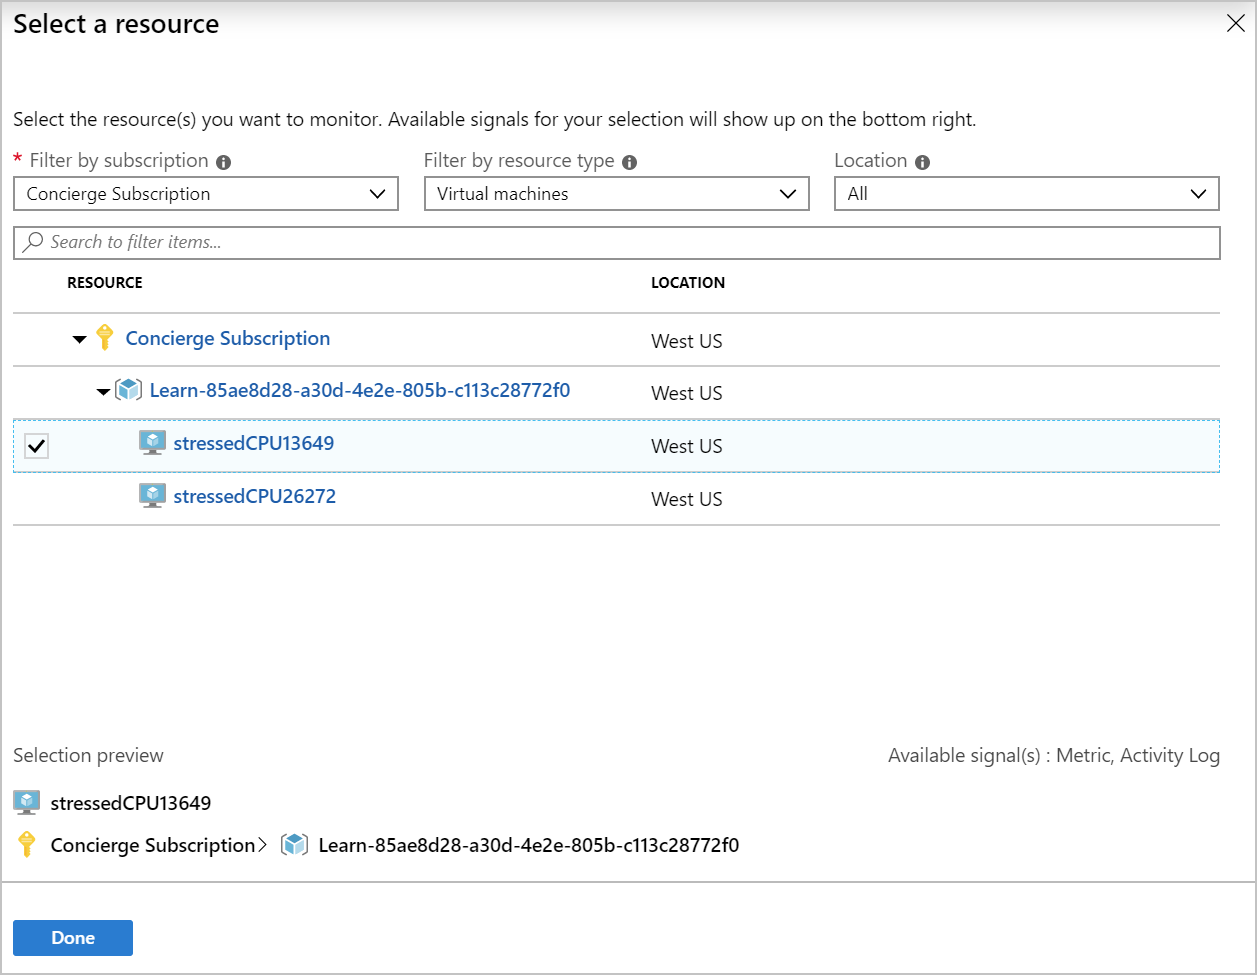 Select a resource
Select the resource(s) you want to monitor. Available signals for your selection will show up on the bottom right.
* Filter by subscription
Filter by resource type
Location
Concierge Subscription
Virtual machines
All
Search to filter items...
RESOURCE LOCATION
Concierge Subscription West US
Learn-85ae8d28-a30d-4e2e-805b-c113c28772f0 West US
stressedCPU13649 West US
stressedCPU26272 West US
Selection preview
Available signal(s) : Metric, Activity Log
stressedCPU13649
Concierge Subscription> Learn-85ae8d28-a30d-4e2e-805b-c113c28772f0
Done